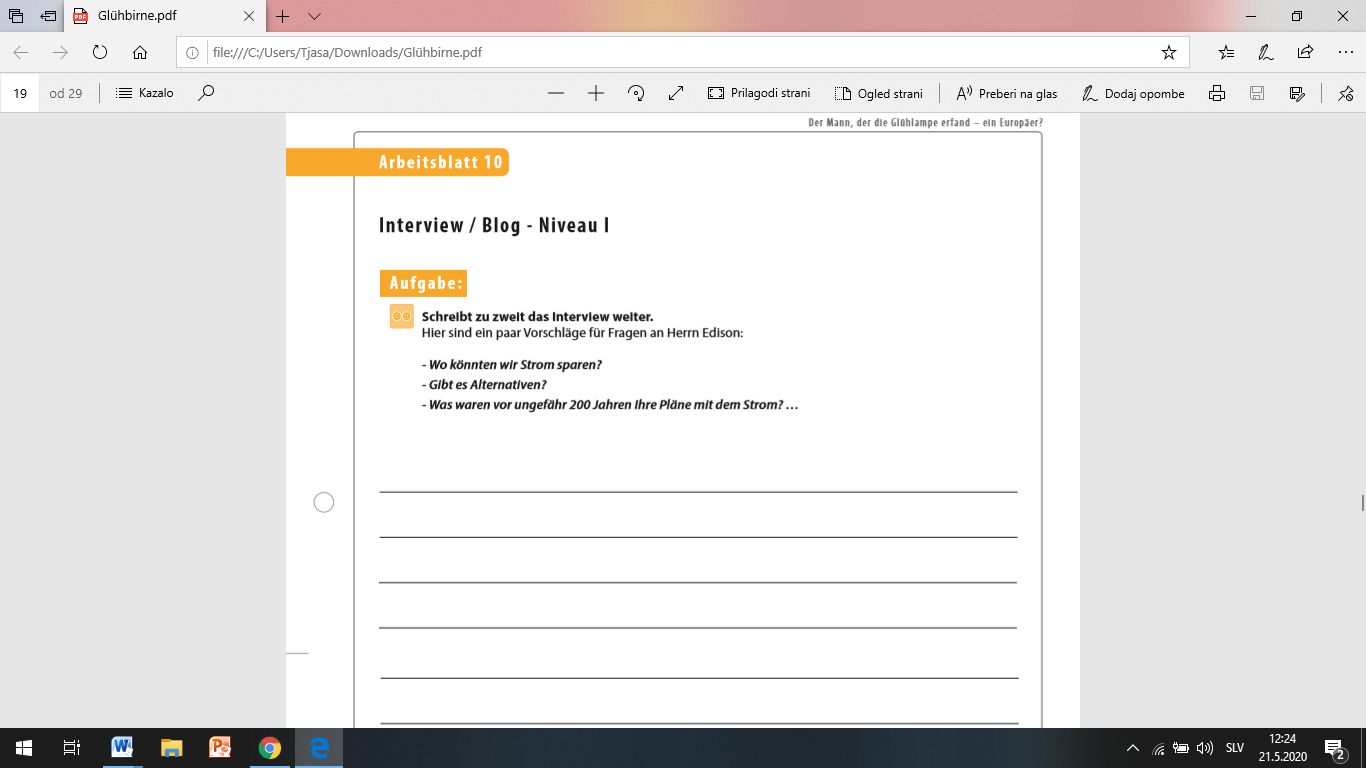 Glühbirne.pdf
file:///C:/Users/Tjasa/Downloads/Glühbirne.pdf
19 od 29 Kazalo Prilagodi strani Ogled strani Preberi na glas Dodaj opombe
Der Mann, der die Glühlampe erfand – ein Europäer?
Arbeitsblatt 10
Interview / Blog - Niveau I
Aufgabe:
Schreibt zu zweit das Interview weiter.
Hier sind ein paar Vorschläge für Fragen an Herrn Edison:
- Wo könnten wir Strom sparen?
- Gibt es Alternativen?
- Was waren vor ungefähr 200 Jahren Ihre Pläne mit dem Strom? …
SLV
12:24
21.5.2020
2